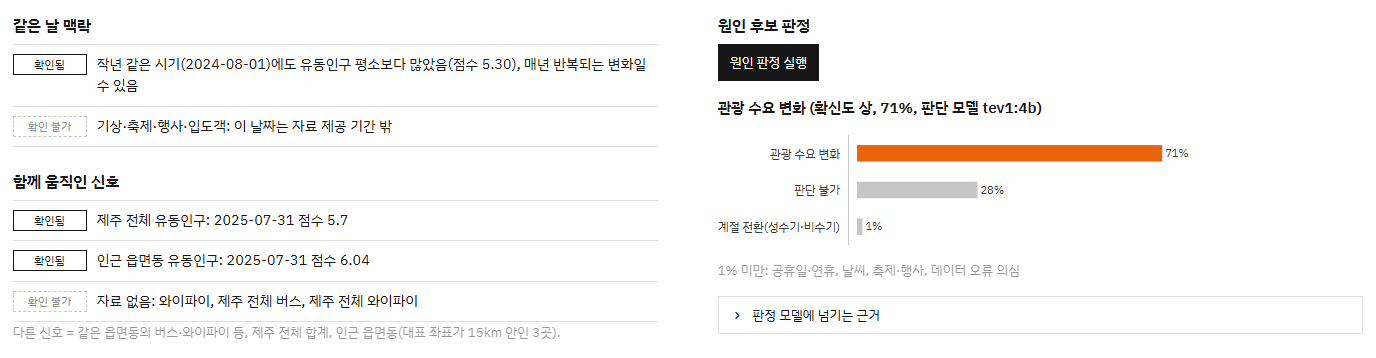 같은 날 맥락
확인됨
작년 같은 시기(2024-08-01)에도 유동인구 평소보다 많았음(점수 5.30), 매년 반복되는 변화일
수 있음
확인 불가
기상·축제·행사·입도객: 이 날짜는 자료 제공 기간 밖
함께 움직인 신호
확인됨
제주 전체 유동인구: 2025-07-31 점수 5.7
확인됨
인근 읍면동 유동인구: 2025-07-31 점수 6.04
확인 불가
자료 없음: 와이파이, 제주 전체 버스, 제주 전체 와이파이
다른 신호 = 같은 읍면동의 버스·와이파이 등, 제주 전체 합계, 인근 읍면동(대표 좌표가 15km 안인 3곳).
원인 후보 판정
원인 판정 실행
관광 수요 변화 (확신도 상, 71%, 판단 모델 tev1:4b)
관광 수요 변화 71%
판단 불가 28%
계절 전환(성수기·비수기) 1%
1% 미만: 공휴일·연휴, 날씨, 축제·행사, 데이터 오류 의심
판정 모델에 넘기는 근거